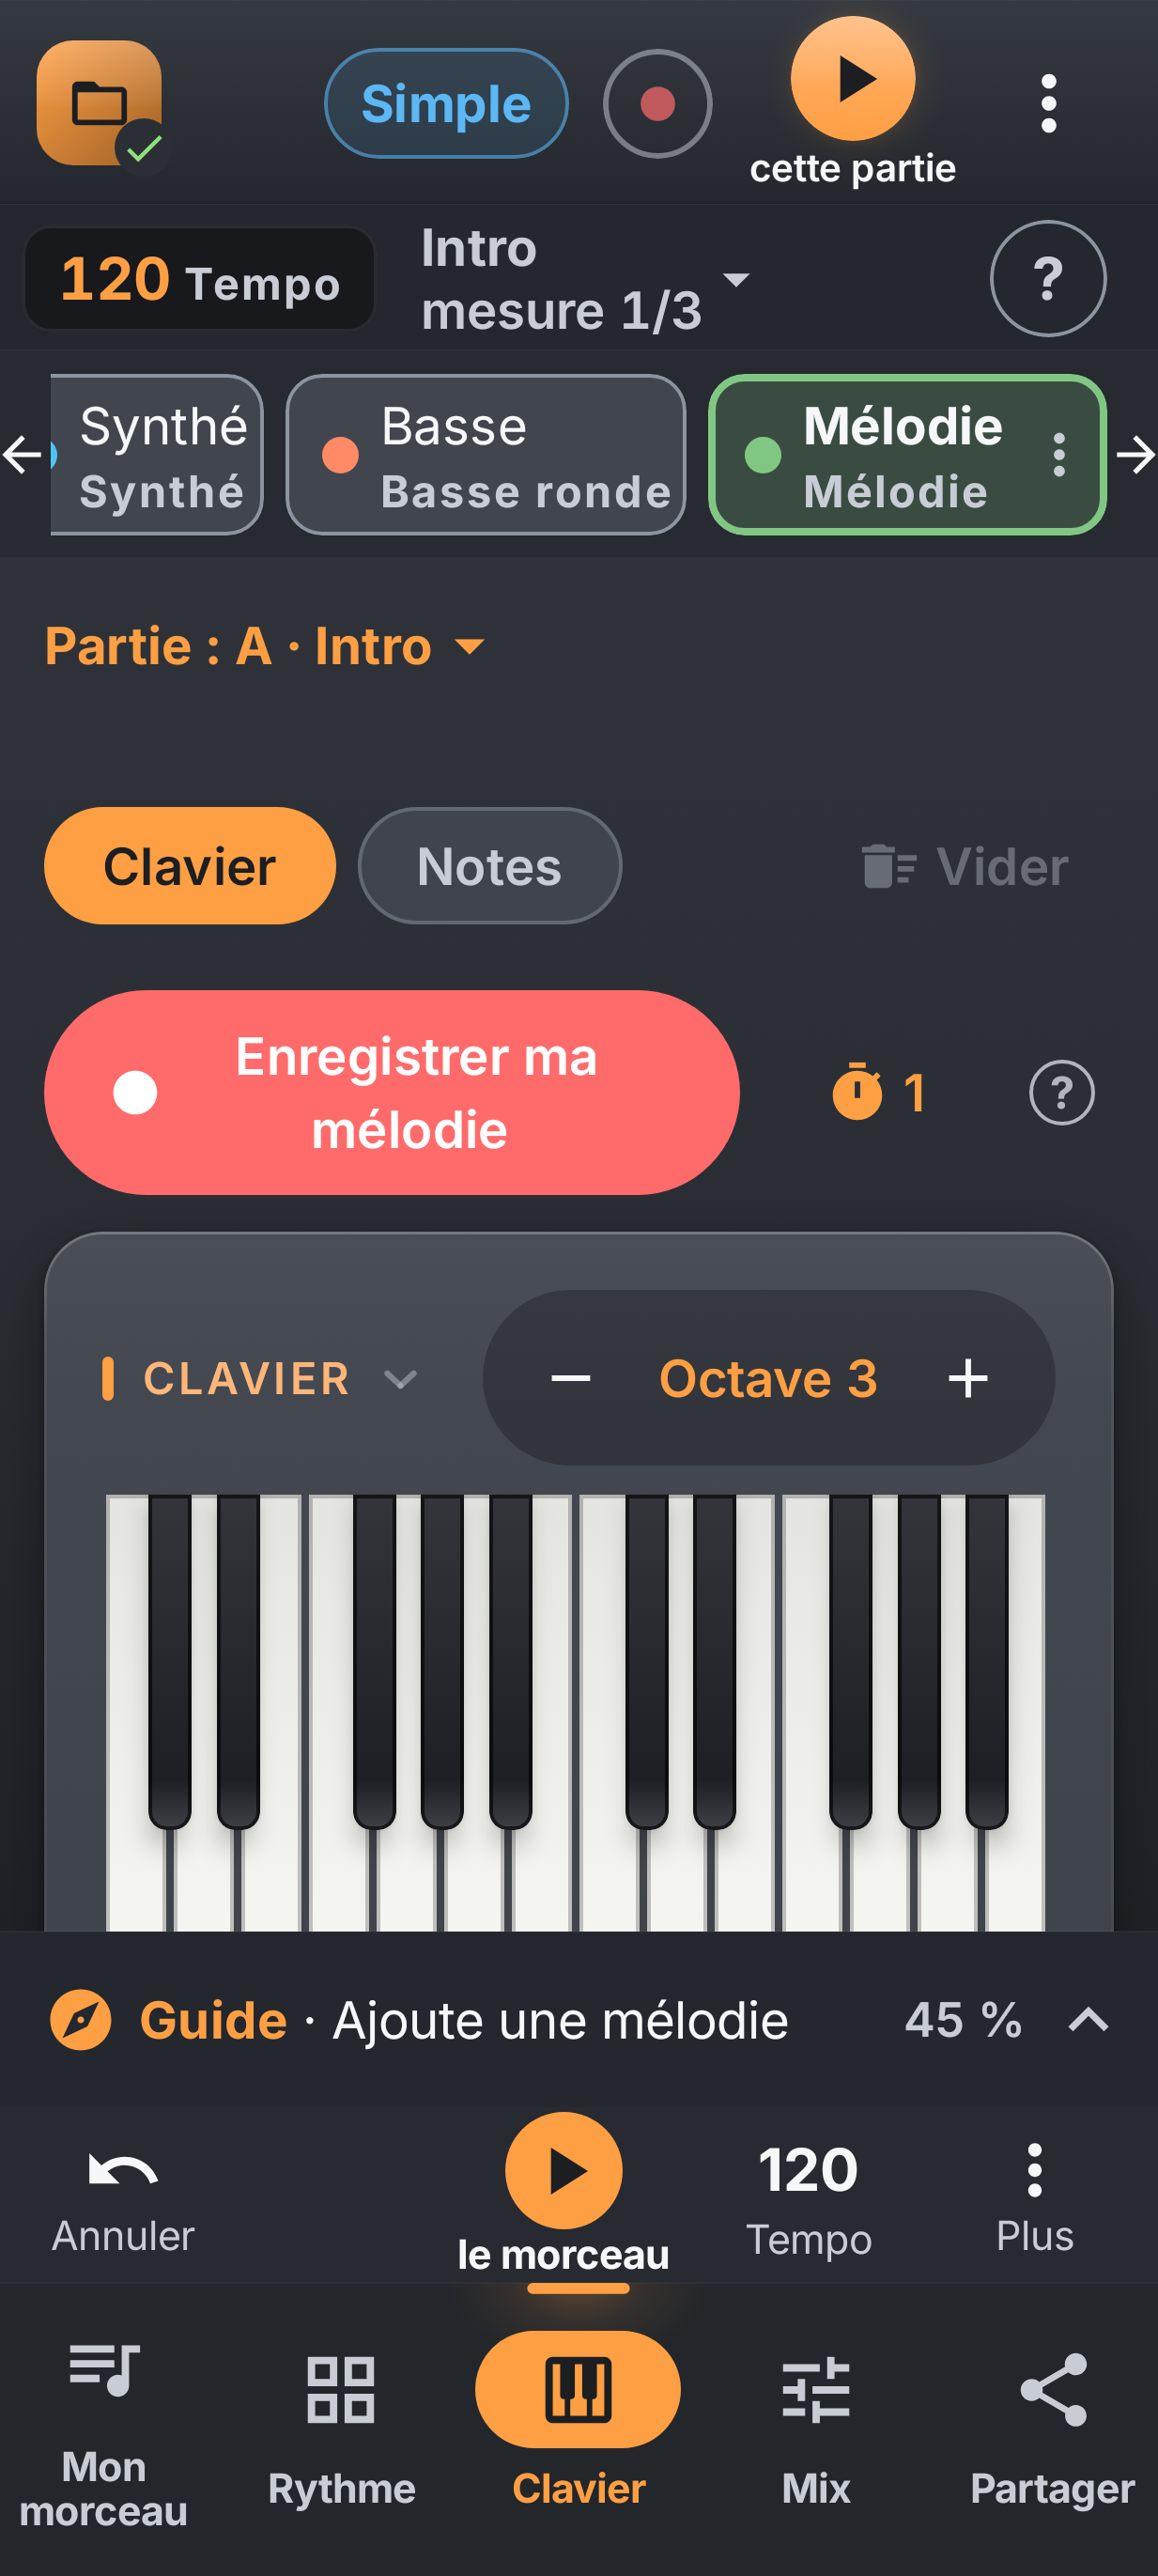 Simple
cette partie
120 Tempo
Intro
mesure 1/3
?
Synthé
Synthé
Basse
Basse ronde
Mélodie
Mélodie
Partie : A · Intro
Clavier
Notes
Vider
Enregistrer ma
mélodie
1
?
CLAVIER
Octave 3
Guide · Ajoute une mélodie
45 %
Annuler
le morceau
120
Tempo
Plus
Mon
morceau
Rythme
Clavier
Mix
Partager